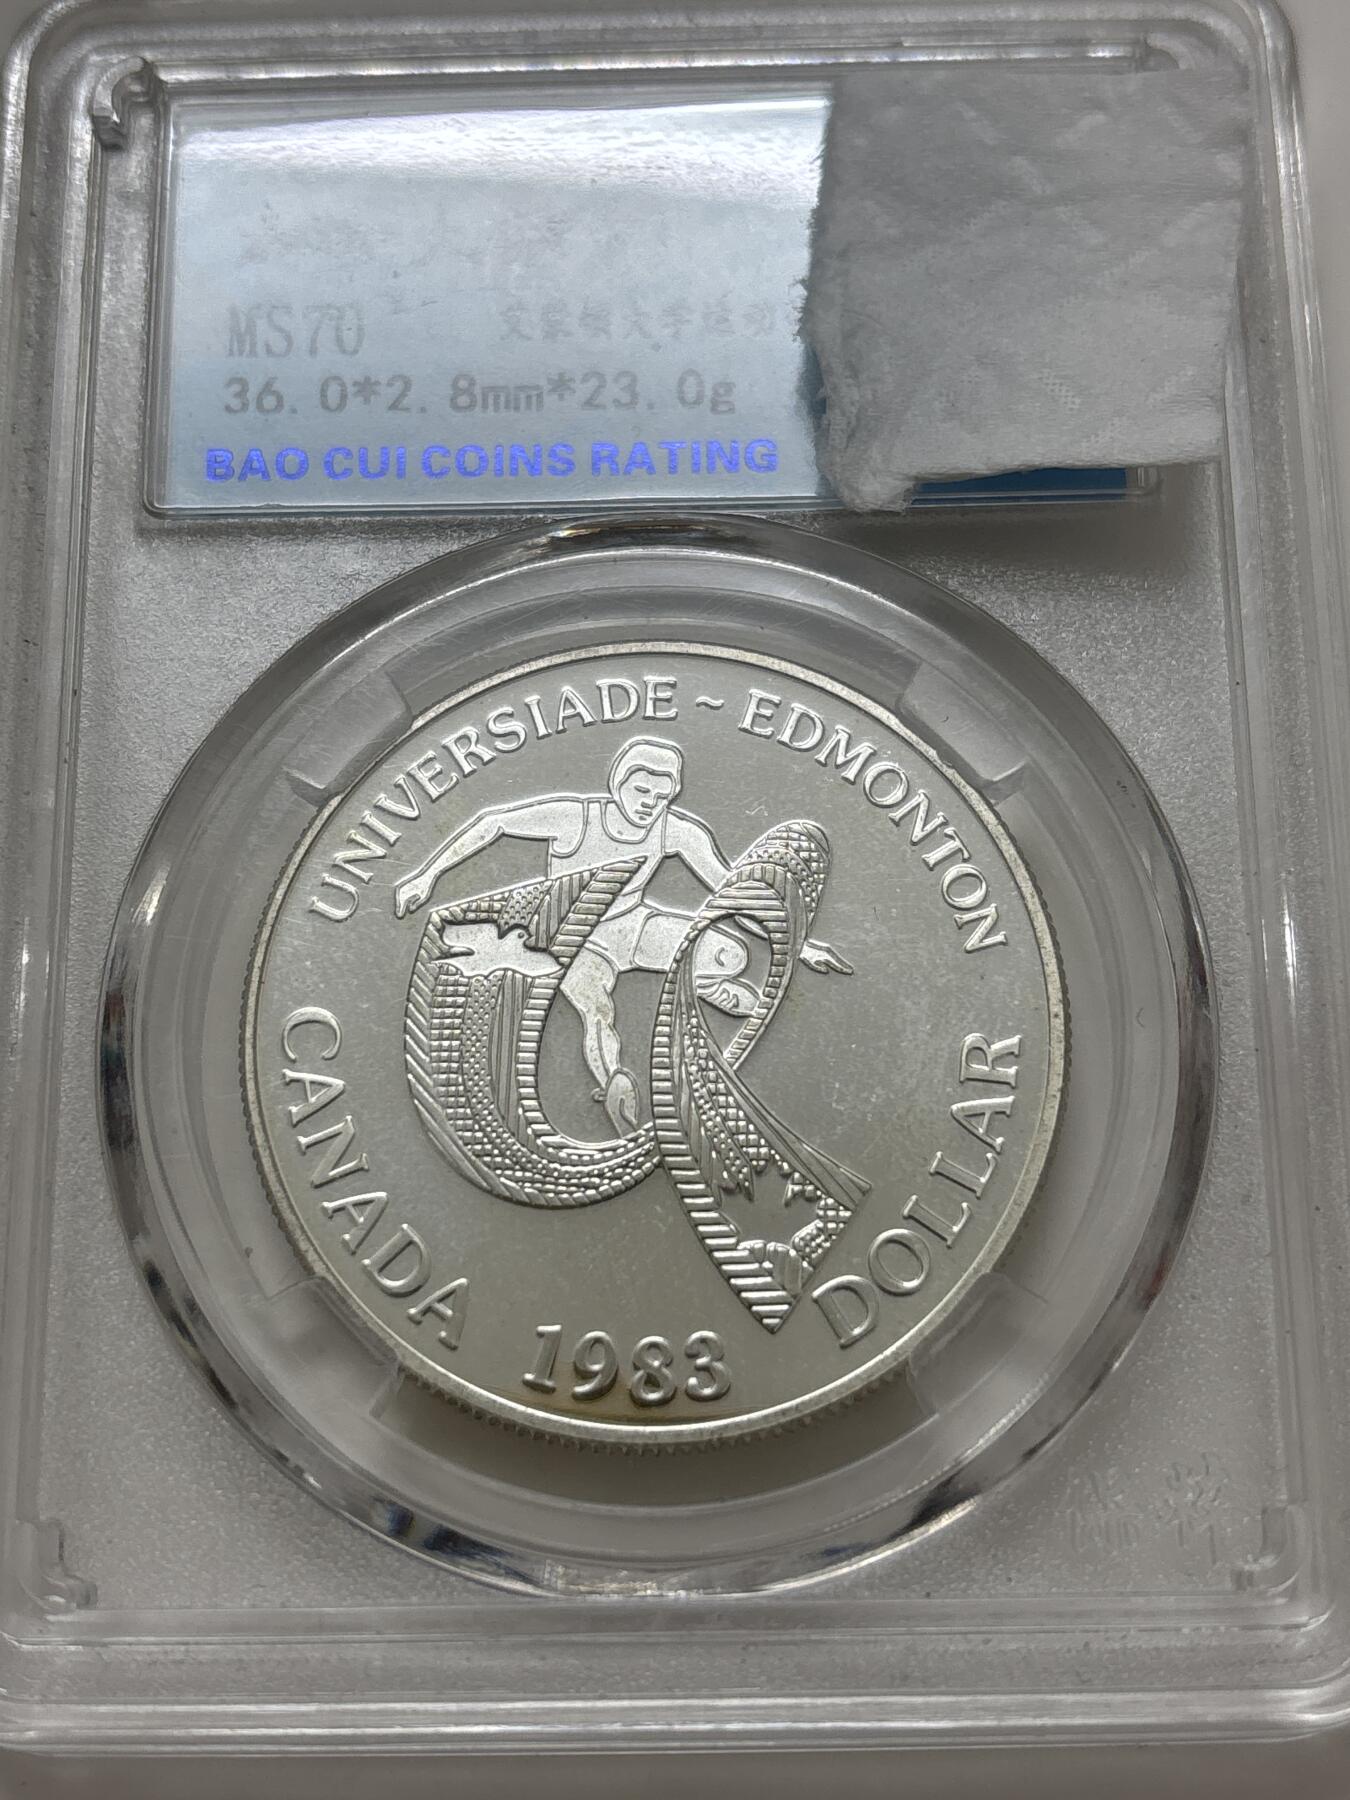 MS70
36.0*2.8mm*23.0g
BAO CUI COINS RATING
UNIVERSIADE ~ EDMONTON
CANADA 1983 DOLLAR